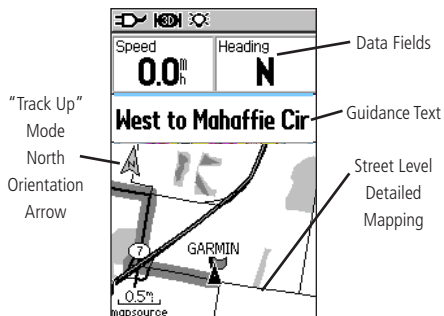 Speed
0.0 m h
Heading
N
Data Fields
West to Mahaffie Cir
Guidance Text
"Track Up"
Mode
North
Orientation
Arrow
Street Level
Detailed
Mapping
N
7
GARMIN
0.5m
mapsource